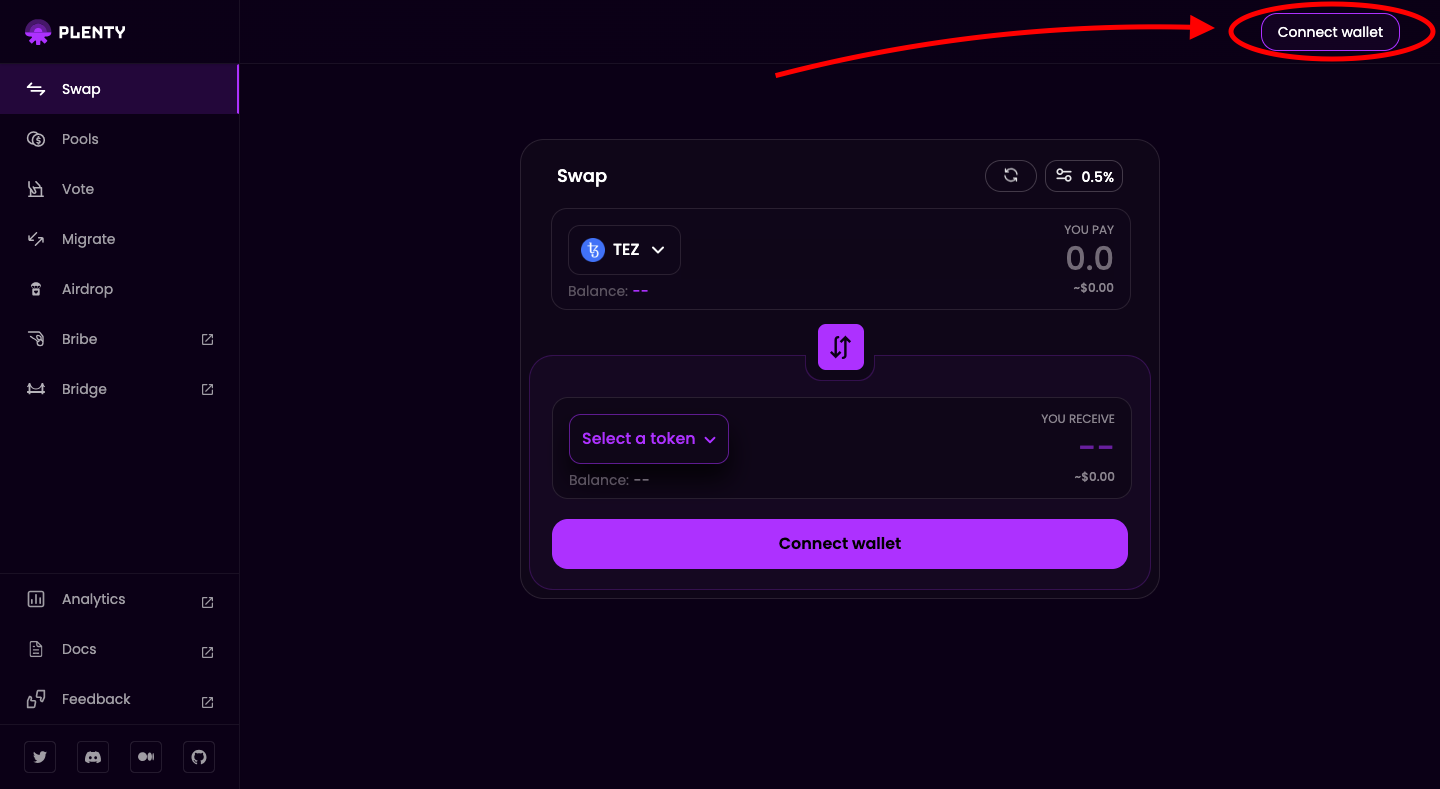 PLENTY
Connect wallet
Swap
Pools
Vote
Migrate
Airdrop
Bribe
Bridge
Analytics
Docs
Feedback
Swap
0.5%
TEZ
YOU PAY
0.0
Balance: --
~$0.00
Select a token
YOU RECEIVE
--
Balance: --
~$0.00
Connect wallet